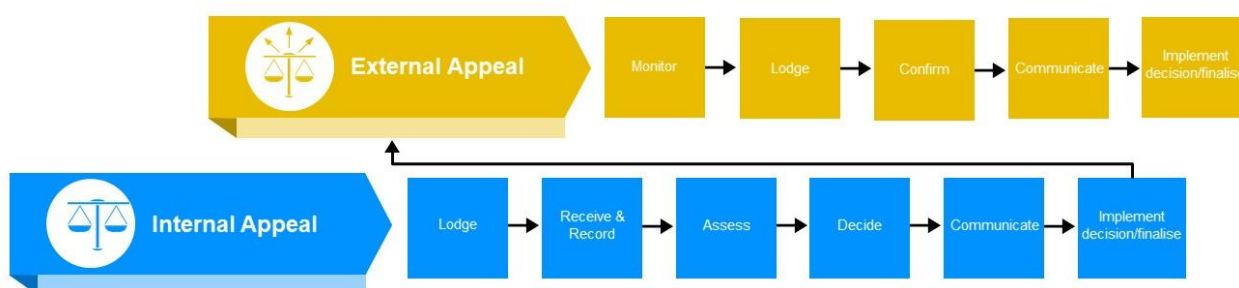 External Appeal
Monitor
Lodge
Confirm
Communicate
Implement
decision/finalise
Internal Appeal
Lodge
Receive &
Record
Assess
Decide
Communicate
Implement
decision/finalise